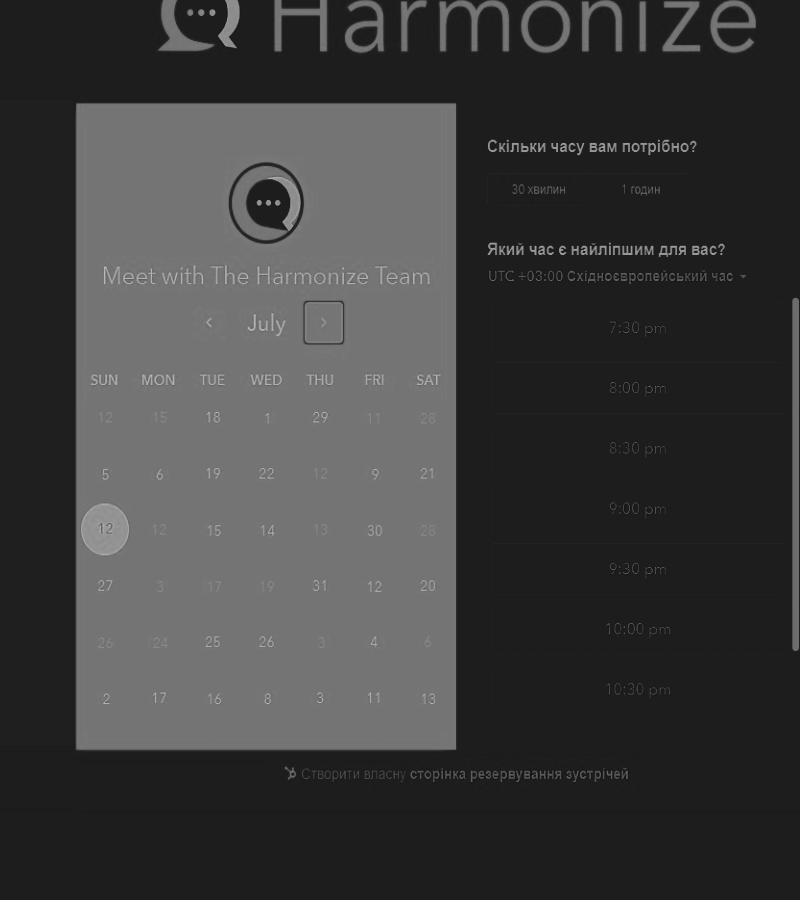 Harmonize
Meet with The Harmonize Team
July
SUN MON TUE WED THU FRI SAT
12 15 18 1 29 11 28
5 6 19 22 12 9 21
12 12 15 14 13 30 28
27 3 17 19 31 12 20
26 24 25 26 3 4 6
2 17 16 8 3 11 13
Скільки часу вам потрібно?
30 хвилин 1 годин
Який час є найліпшим для вас?
UTC +03:00 Східноєвропейський час
7:30 pm
8:00 pm
8:30 pm
9:00 pm
9:30 pm
10:00 pm
10:30 pm
Створити власну сторінка резервування зустрічей